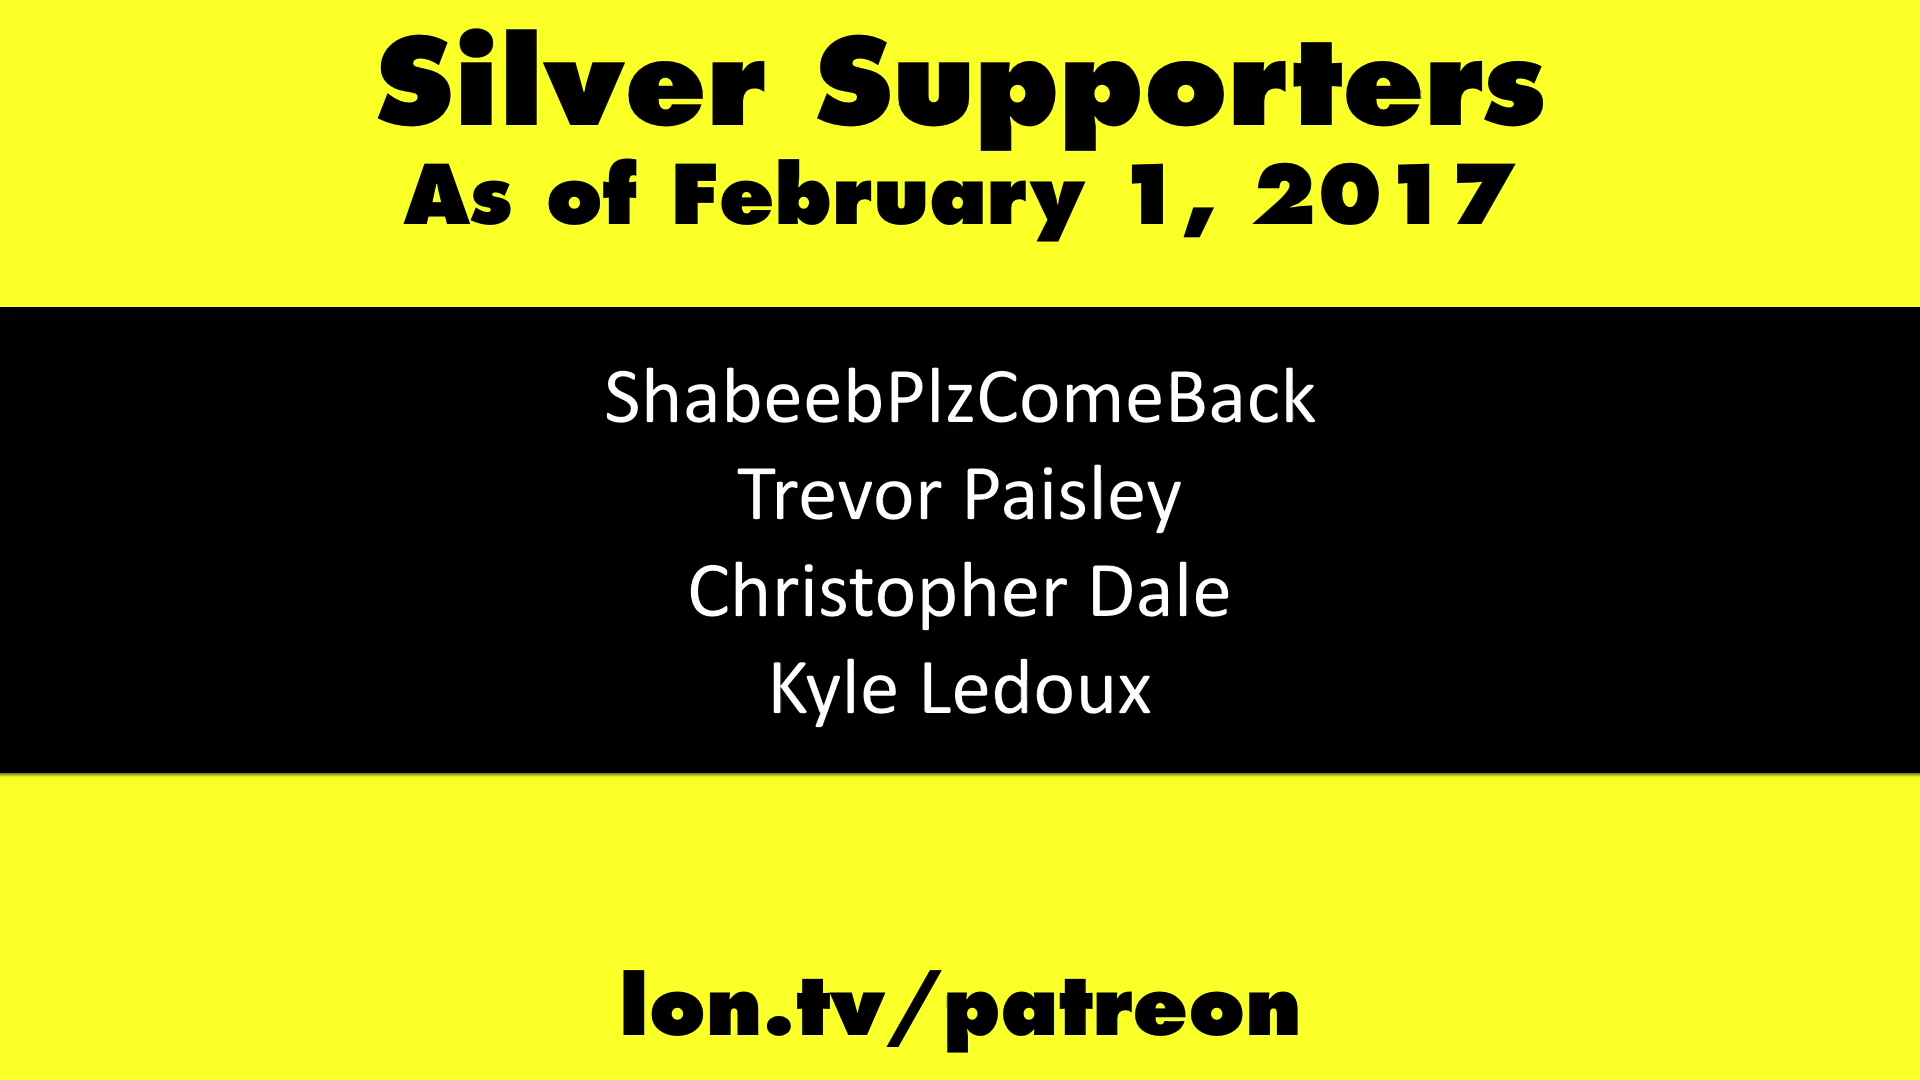 Silver Supporters
As of February 1, 2017
ShabeebPlzComeBack
Trevor Paisley
Christopher Dale
Kyle Ledoux
lon.tv/patreon